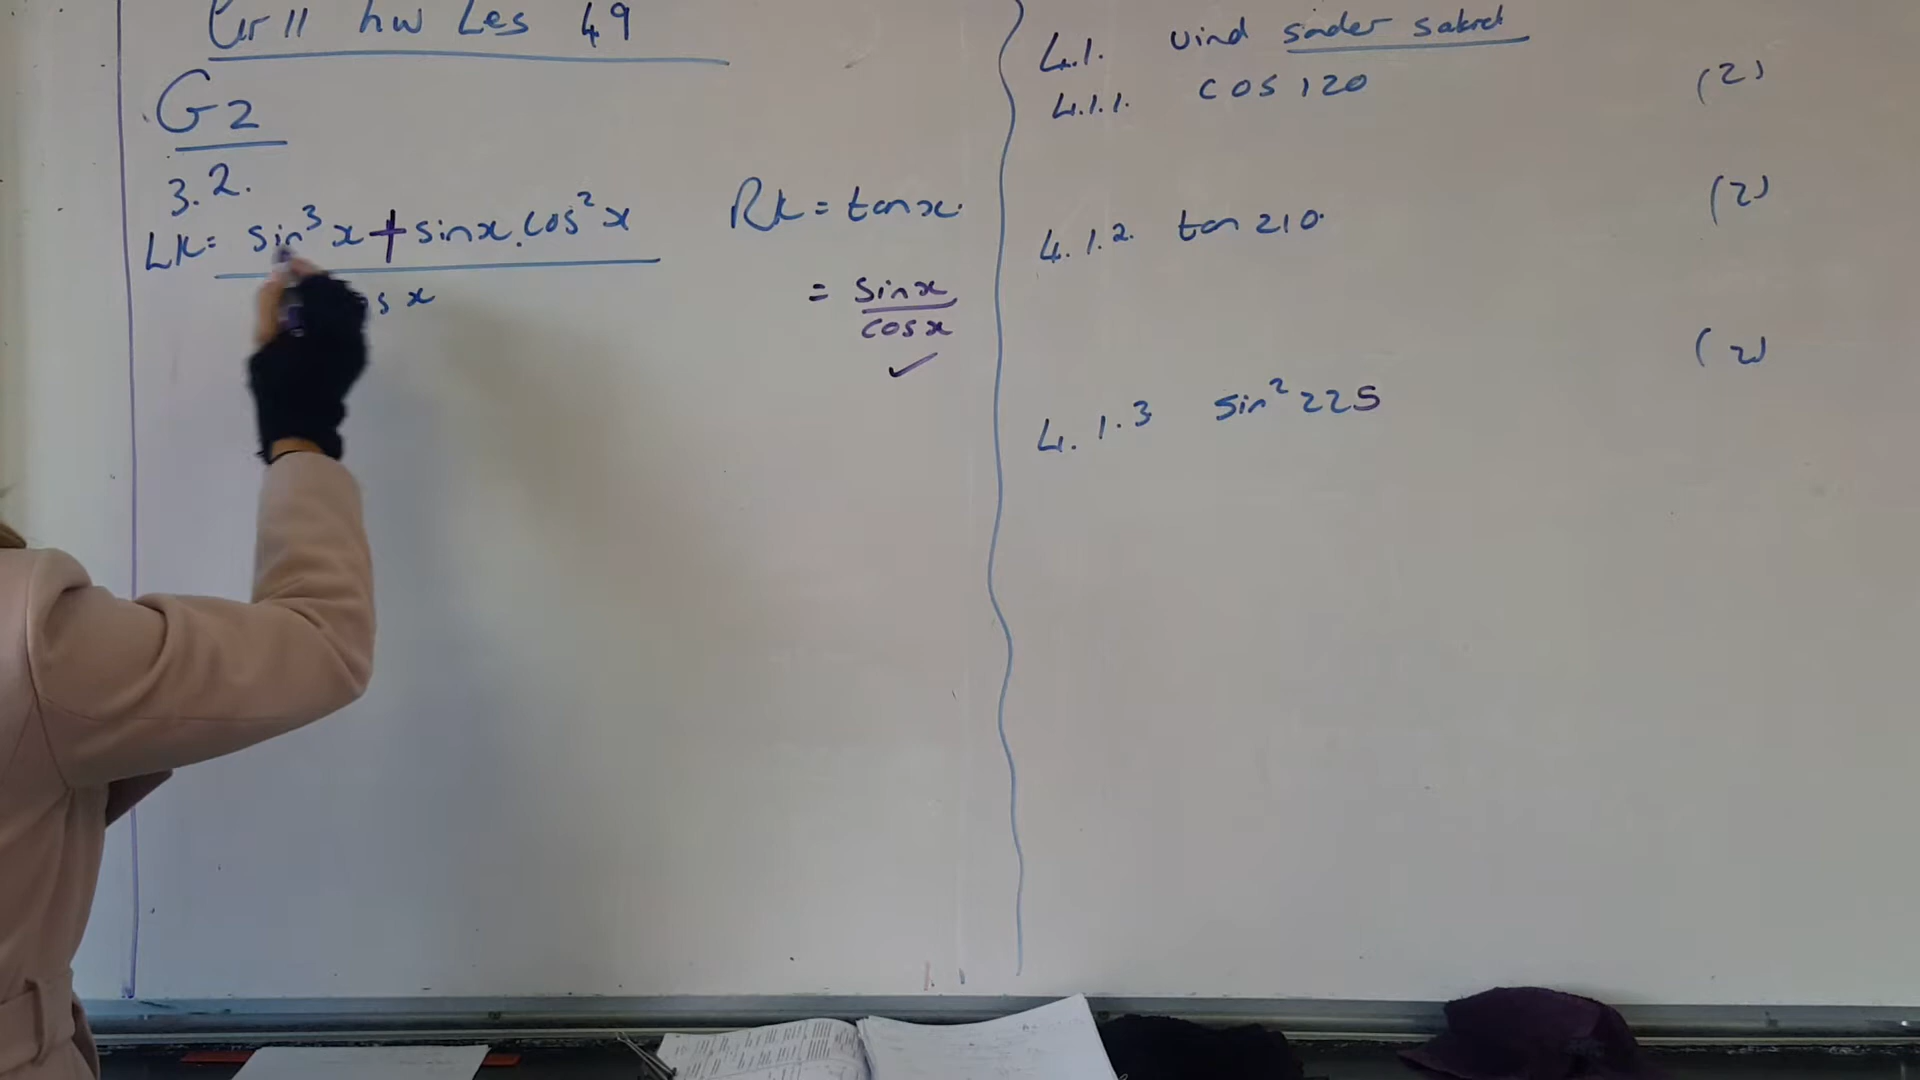 Gr 11 hw Les 49
G2
3.2.
LK = sin³x + sinx.cos²x
s x
RK = tanx.
= sinx
cosx
4.1. vind sonder sakrek
4.1.1. cos 120 (2)
4.1.2. tan 210 (2)
4.1.3 sin² 225 (2)